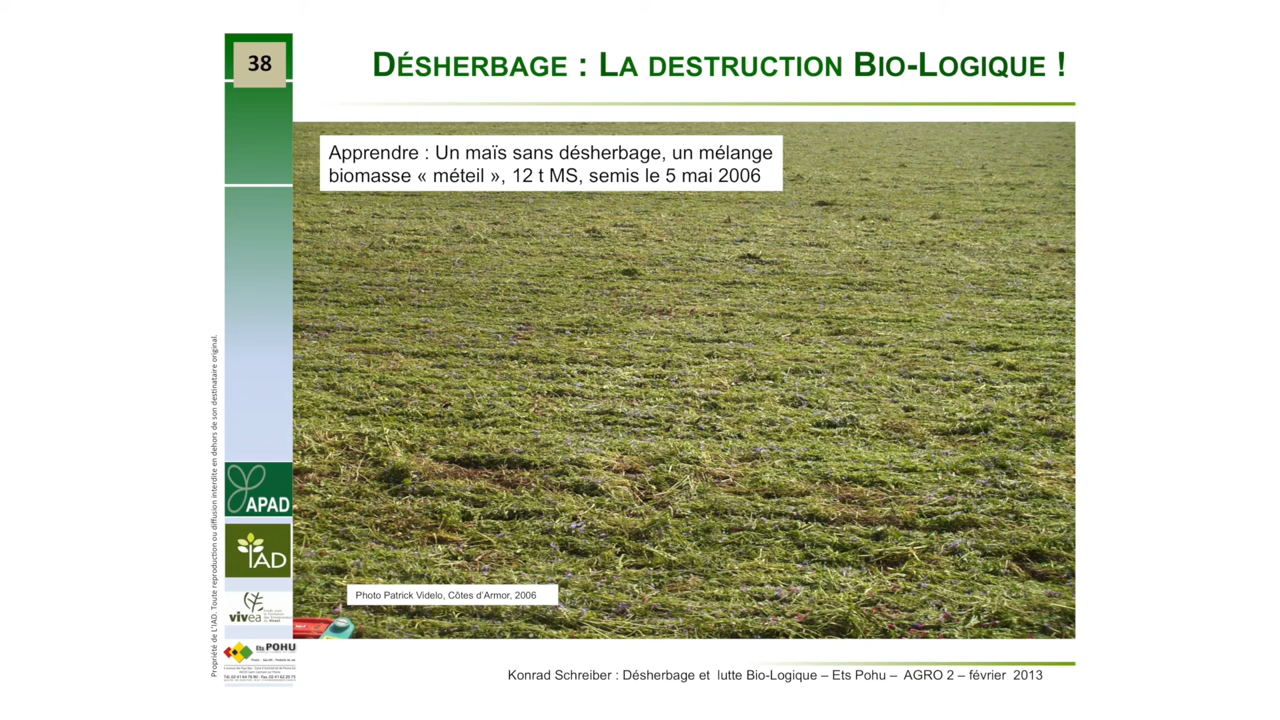 38
DÉSHERBAGE : LA DESTRUCTION BIO-LOGIQUE !
Apprendre : Un maïs sans désherbage, un mélange
biomasse « méteil », 12 t MS, semis le 5 mai 2006
Propriété de L'IAD. Toute reproduction ou diffusion interdite en dehors de son destinataire original.
APAD
IAD
vivea
Ets POHU
Photo Patrick Videlo, Côtes d'Armor, 2006
Konrad Schreiber : Désherbage et lutte Bio-Logique – Ets Pohu – AGRO 2 – février 2013